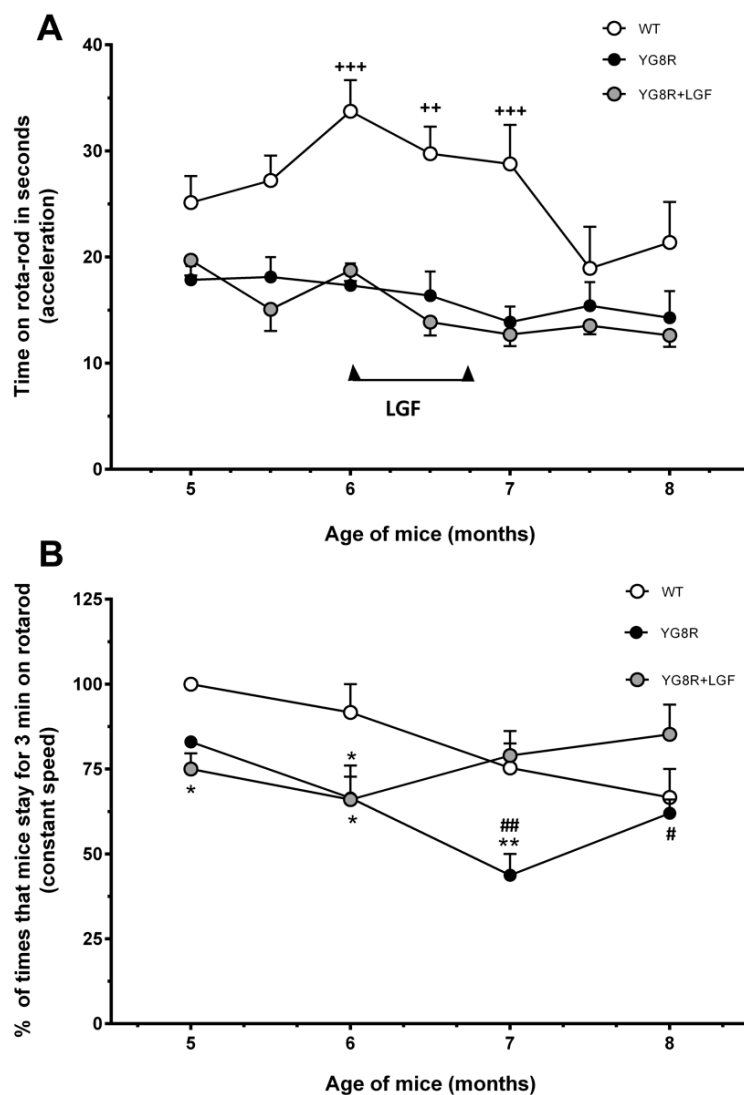 A
WT
YG8R
YG8R+LGF
Time on rota-rod in seconds
(acceleration)
40
30
20
10
0
+++
++
+++
LGF
5
6
7
8
Age of mice (months)
B
WT
YG8R
YG8R+LGF
% of times that mice stay for 3 min on rotarod
(constant speed)
125
100
75
50
25
0
*
*
*
##
**
#
5
6
7
8
Age of mice (months)